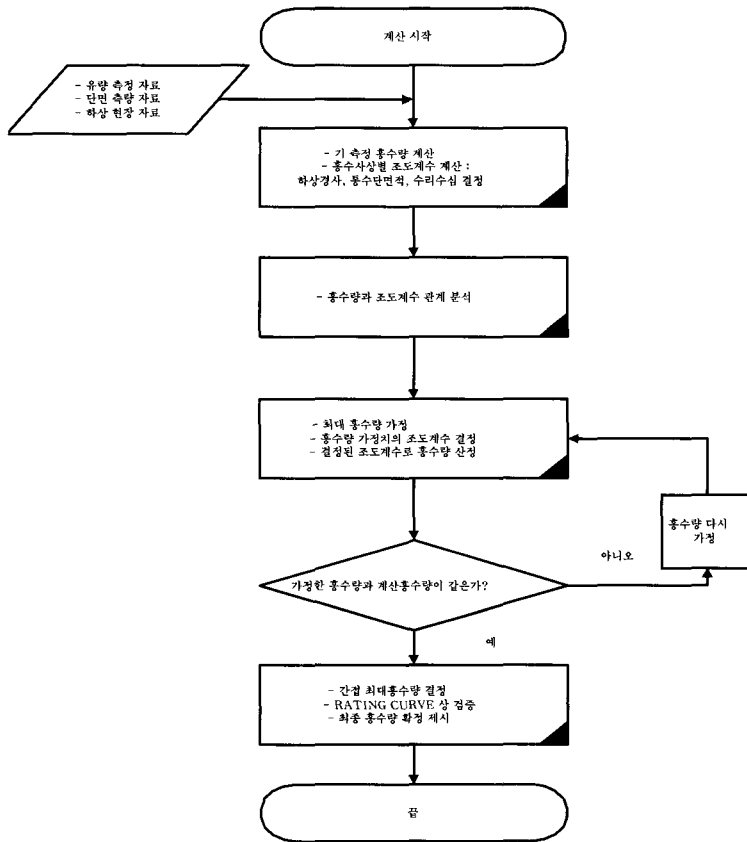 계산 시작
- 유량 측정 자료
- 단면 측량 자료
- 하상 현장 자료
- 기 측정 홍수량 계산
- 홍수사상별 조도계수 계산 :
하상경사, 통수단면적, 수리수심 결정
- 홍수량과 조도계수 관계 분석
- 최대 홍수량 가정
- 홍수량 가정치의 조도계수 결정
- 결정된 조도계수로 홍수량 산정
홍수량 다시
가정
아니오
가정한 홍수량과 계산홍수량이 같은가?
예
- 간접 최대홍수량 결정
- RATING CURVE 상 검증
- 최종 홍수량 확정 제시
끝